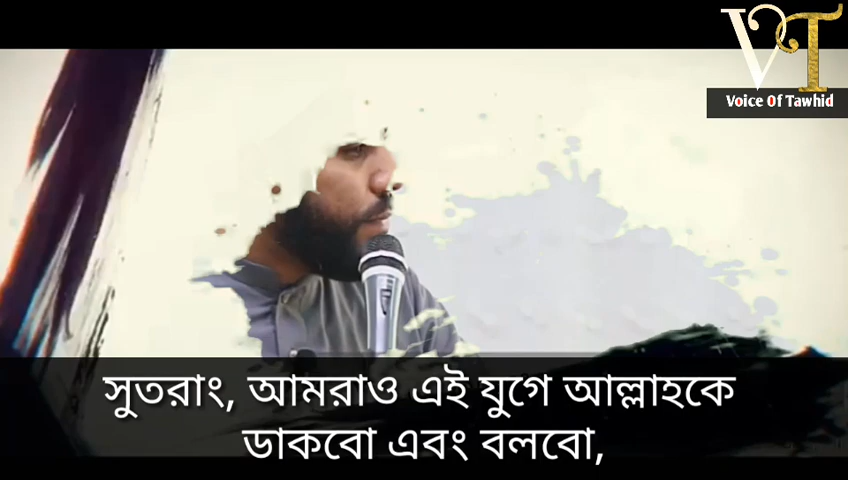 VT
Voice Of Tawhid
সুতরাং, আমরাও এই যুগে আল্লাহকে
ডাকবো এবং বলবো,